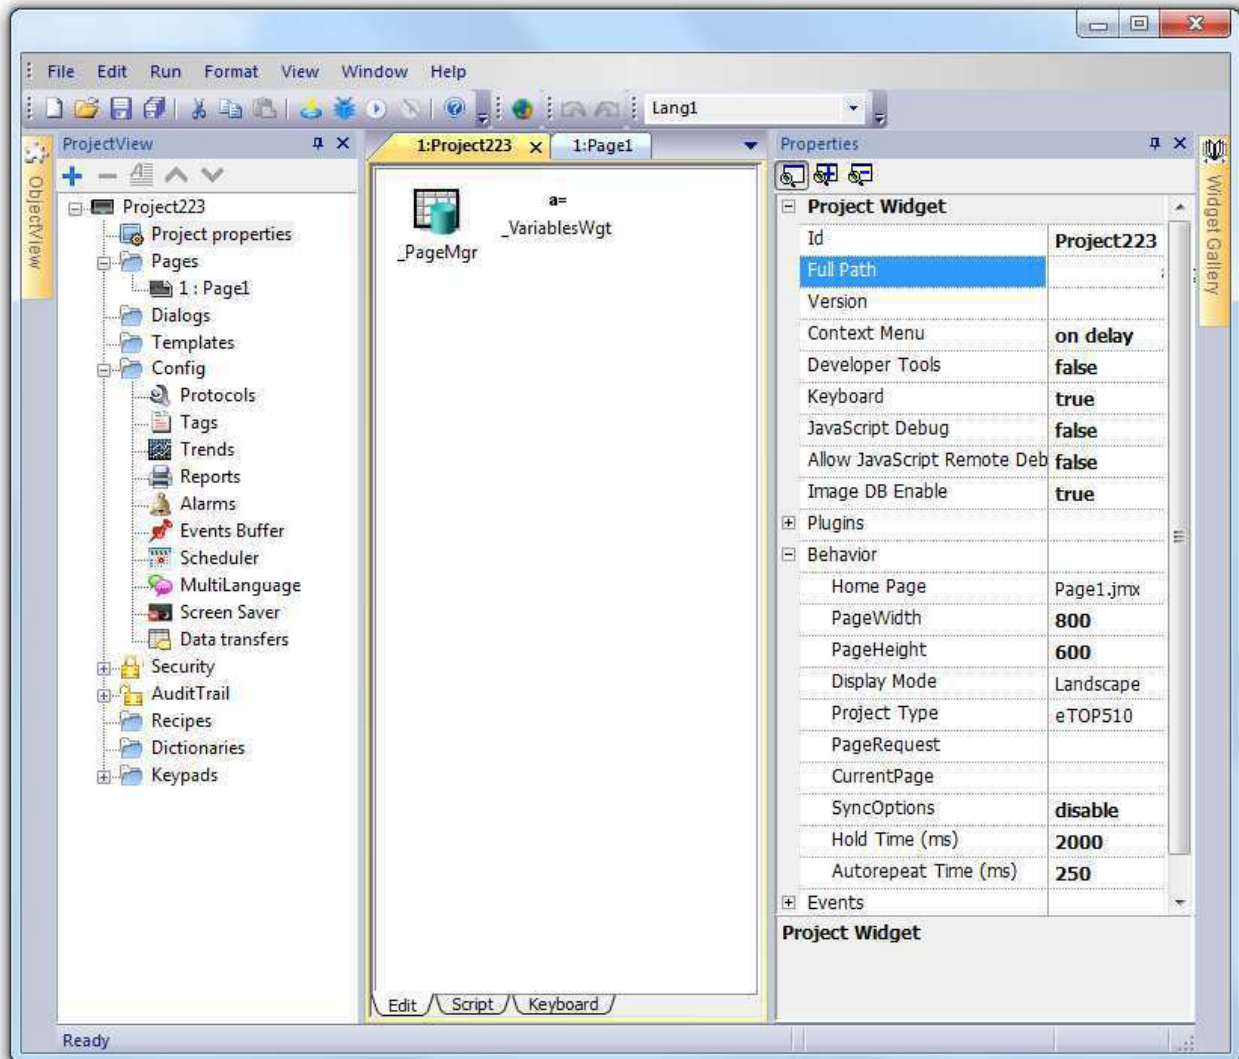 File Edit Run Format View Window Help
Lang1
ObjectView
ProjectView
Project223
Project properties
Pages
1 : Page1
Dialogs
Templates
Config
Protocols
Tags
Trends
Reports
Alarms
Events Buffer
Scheduler
MultiLanguage
Screen Saver
Data transfers
Security
AuditTrail
Recipes
Dictionaries
Keypads
1:Project223 1:Page1
a=
_PageMgr _VariablesWgt
Edit Script Keyboard
Properties
Project Widget
Id Project223
Full Path
Version
Context Menu on delay
Developer Tools false
Keyboard true
JavaScript Debug false
Allow JavaScript Remote Deb false
Image DB Enable true
Plugins
Behavior
Home Page Page1.jmx
PageWidth 800
PageHeight 600
Display Mode Landscape
Project Type eTOP510
PageRequest
CurrentPage
SyncOptions disable
Hold Time (ms) 2000
Autorepeat Time (ms) 250
Events
Project Widget
Widget Gallery
Ready